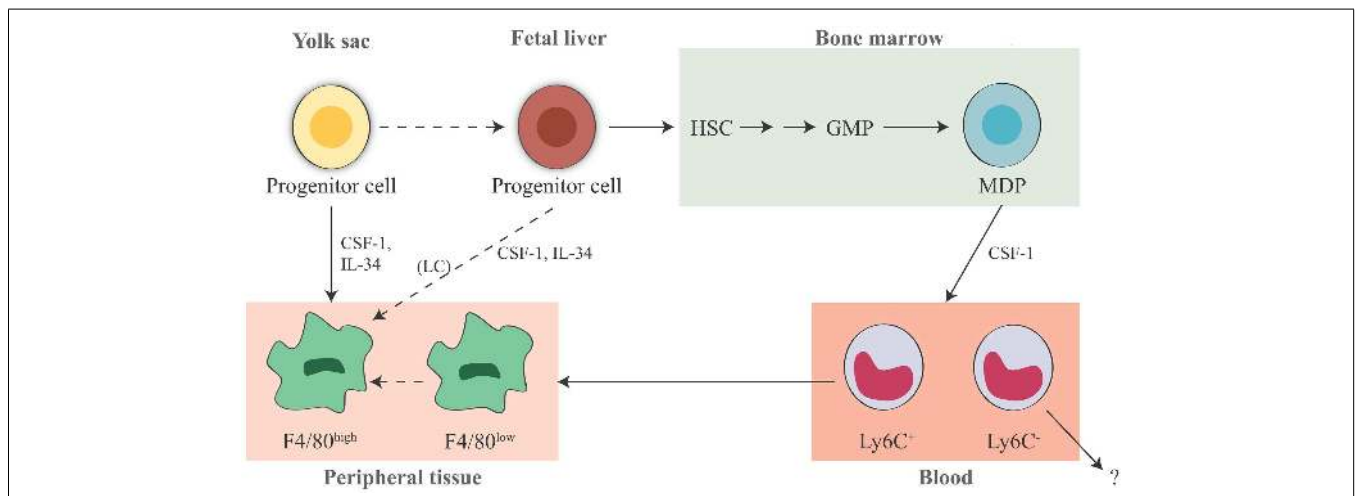 Yolk sac
Fetal liver
Bone marrow
HSC
GMP
Progenitor cell
Progenitor cell
MDP
CSF-1,
IL-34
(LC)
CSF-1, IL-34
CSF-1
F4/80high
F4/80low
Ly6C+
Ly6C-
Peripheral tissue
Blood
?